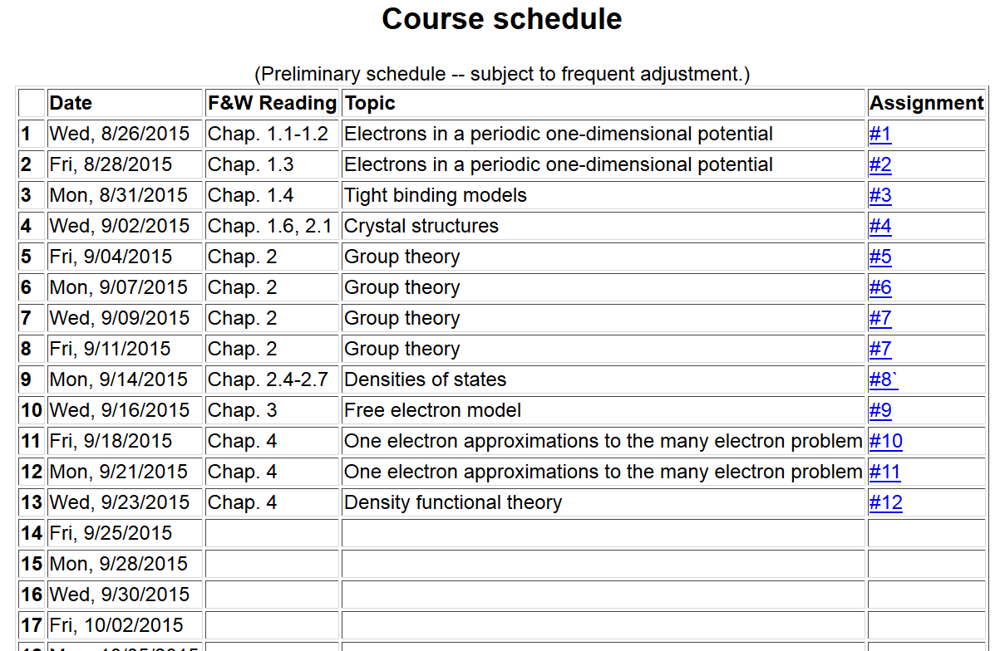 Course schedule
(Preliminary schedule -- subject to frequent adjustment.)
Date F&W Reading Topic Assignment
1 Wed, 8/26/2015 Chap. 1.1-1.2 Electrons in a periodic one-dimensional potential #1
2 Fri, 8/28/2015 Chap. 1.3 Electrons in a periodic one-dimensional potential #2
3 Mon, 8/31/2015 Chap. 1.4 Tight binding models #3
4 Wed, 9/02/2015 Chap. 1.6, 2.1 Crystal structures #4
5 Fri, 9/04/2015 Chap. 2 Group theory #5
6 Mon, 9/07/2015 Chap. 2 Group theory #6
7 Wed, 9/09/2015 Chap. 2 Group theory #7
8 Fri, 9/11/2015 Chap. 2 Group theory #7
9 Mon, 9/14/2015 Chap. 2.4-2.7 Densities of states #8`
10 Wed, 9/16/2015 Chap. 3 Free electron model #9
11 Fri, 9/18/2015 Chap. 4 One electron approximations to the many electron problem #10
12 Mon, 9/21/2015 Chap. 4 One electron approximations to the many electron problem #11
13 Wed, 9/23/2015 Chap. 4 Density functional theory #12
14 Fri, 9/25/2015
15 Mon, 9/28/2015
16 Wed, 9/30/2015
17 Fri, 10/02/2015